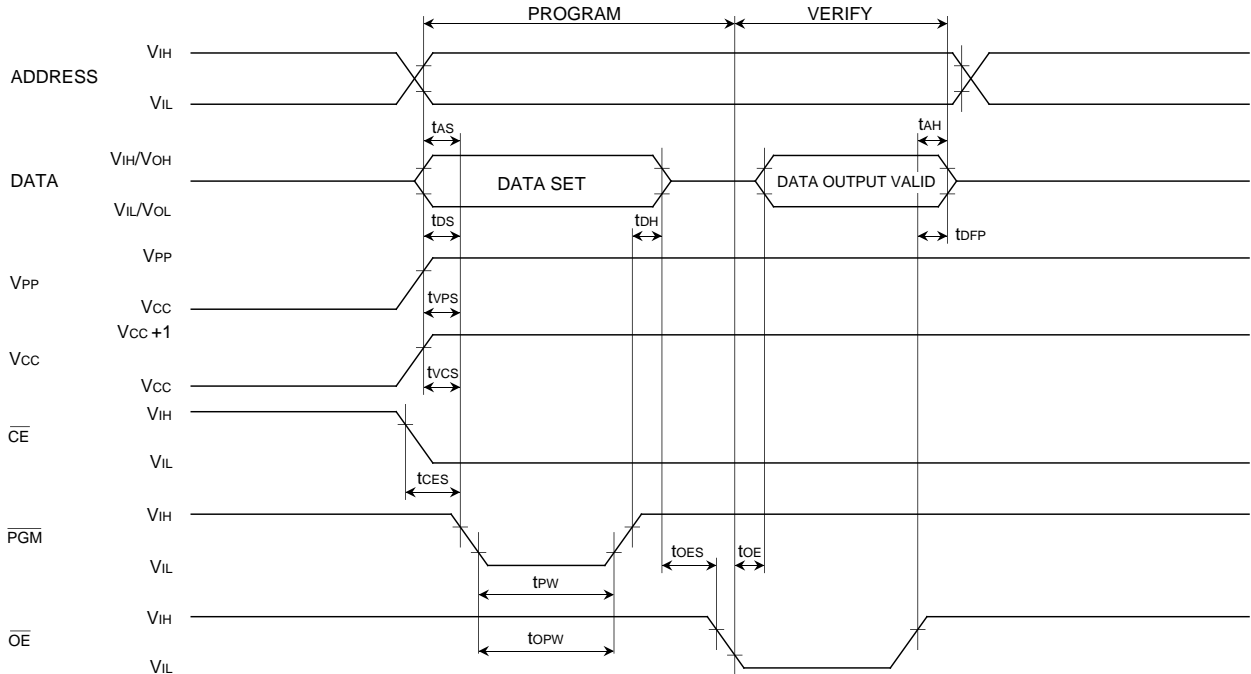 PROGRAM VERIFY
VIH
ADDRESS
VIL
tAS tAH
VIH/VOH
DATA DATA SET DATA OUTPUT VALID
VIL/VOL
tDS tDH tDFP
VPP
VPP
tVPS
VCC
VCC +1
VCC
tVCS
VCC
VIH
CE
VIL
tCES
VIH
PGM
tOES tOE
VIL
tPW
VIH
OE
tOPW
VIL